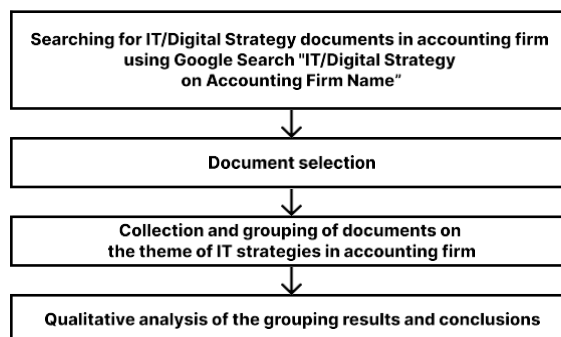 Searching for IT/Digital Strategy documents in accounting firm
using Google Search "IT/Digital Strategy
on Accounting Firm Name”
Document selection
Collection and grouping of documents on
the theme of IT strategies in accounting firm
Qualitative analysis of the grouping results and conclusions